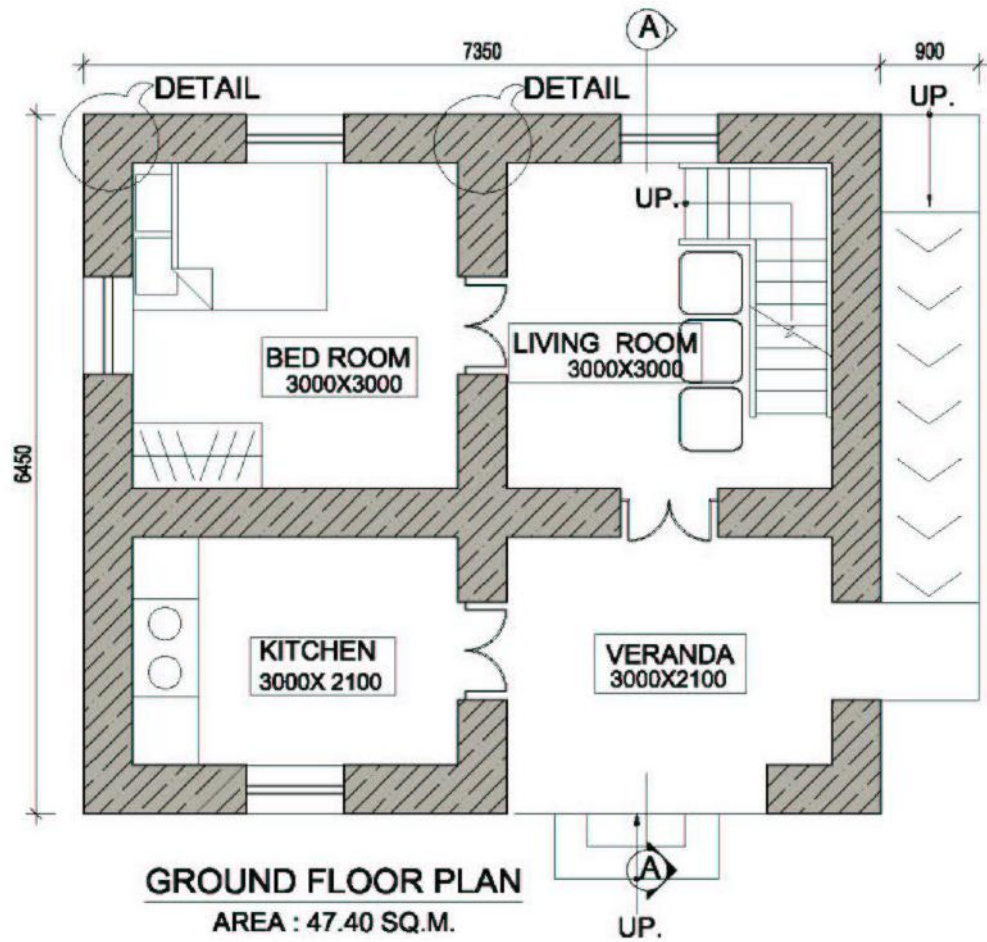 A
7350
900
DETAIL
DETAIL
UP.
UP.
6450
BED ROOM
3000X3000
LIVING ROOM
3000X3000
KITCHEN
3000X 2100
VERANDA
3000X2100
A
UP.
GROUND FLOOR PLAN
AREA : 47.40 SQ.M.